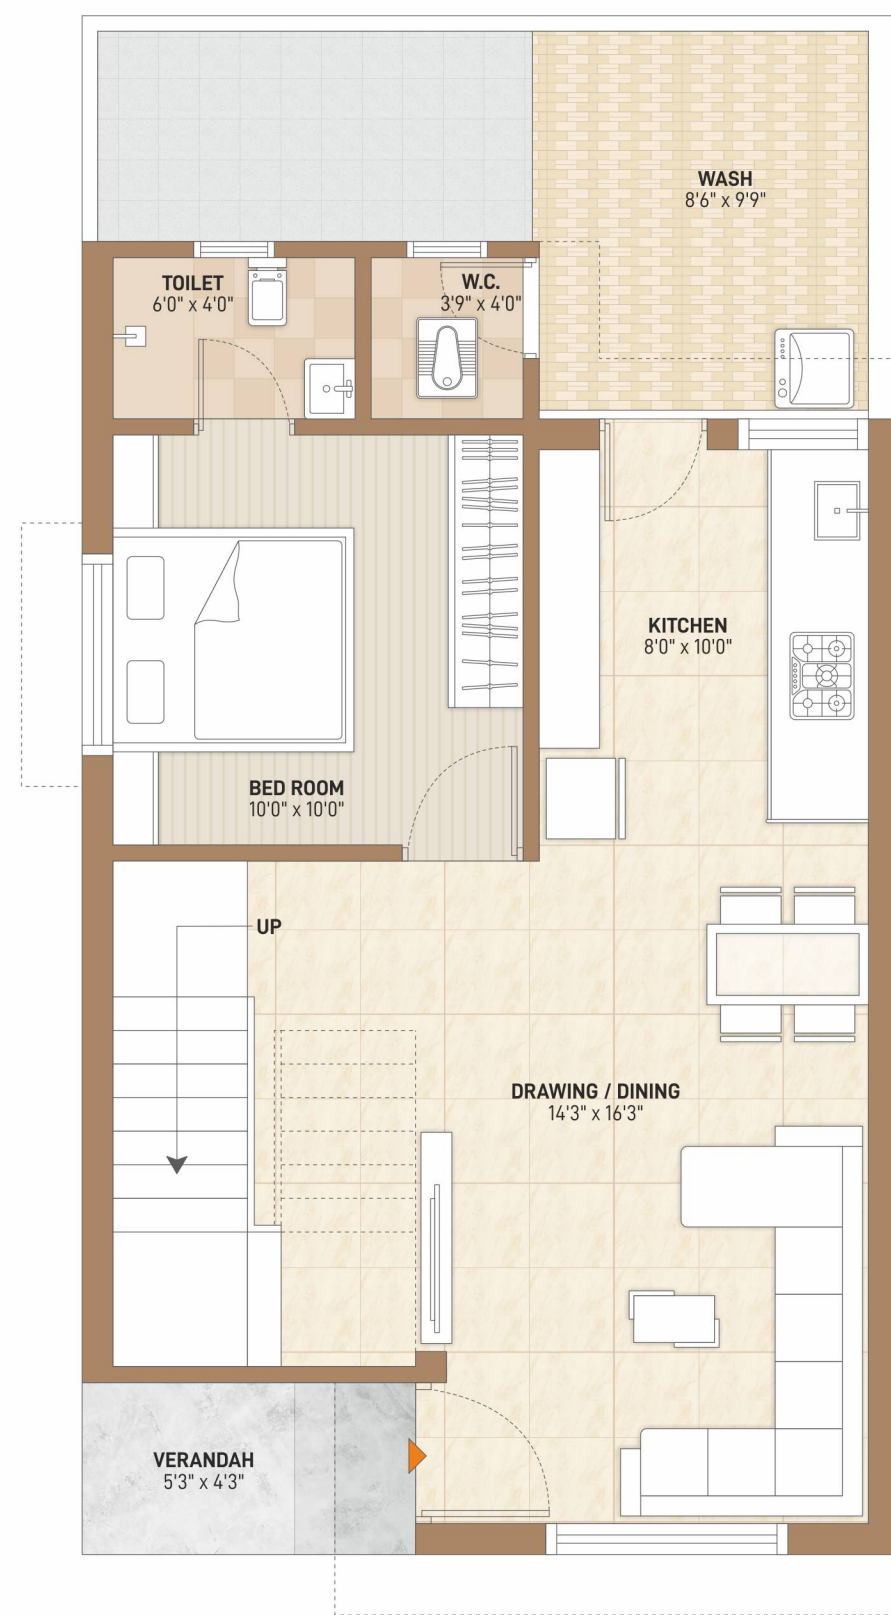 WASH
8'6" x 9'9"
TOILET
6'0" x 4'0"
W.C.
3'9" x 4'0"
KITCHEN
8'0" x 10'0"
BED ROOM
10'0" x 10'0"
UP
DRAWING / DINING
14'3" x 16'3"
VERANDAH
5'3" x 4'3"